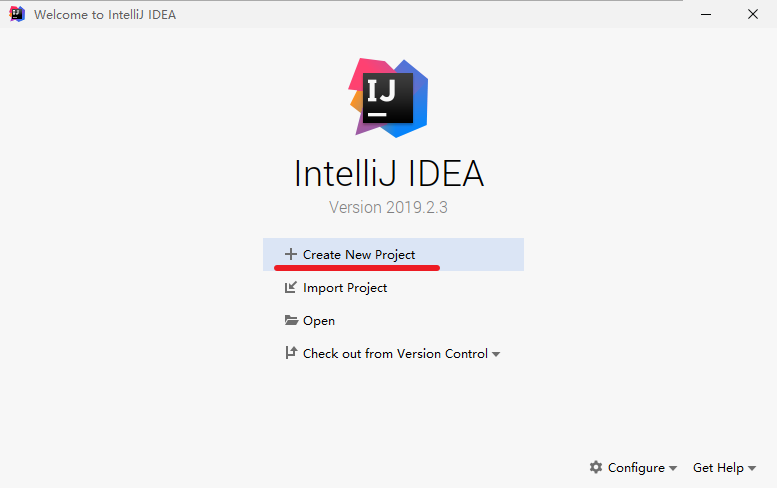 Welcome to IntelliJ IDEA
IJ
IntelliJ IDEA
Version 2019.2.3
Create New Project
Import Project
Open
Check out from Version Control
Configure
Get Help